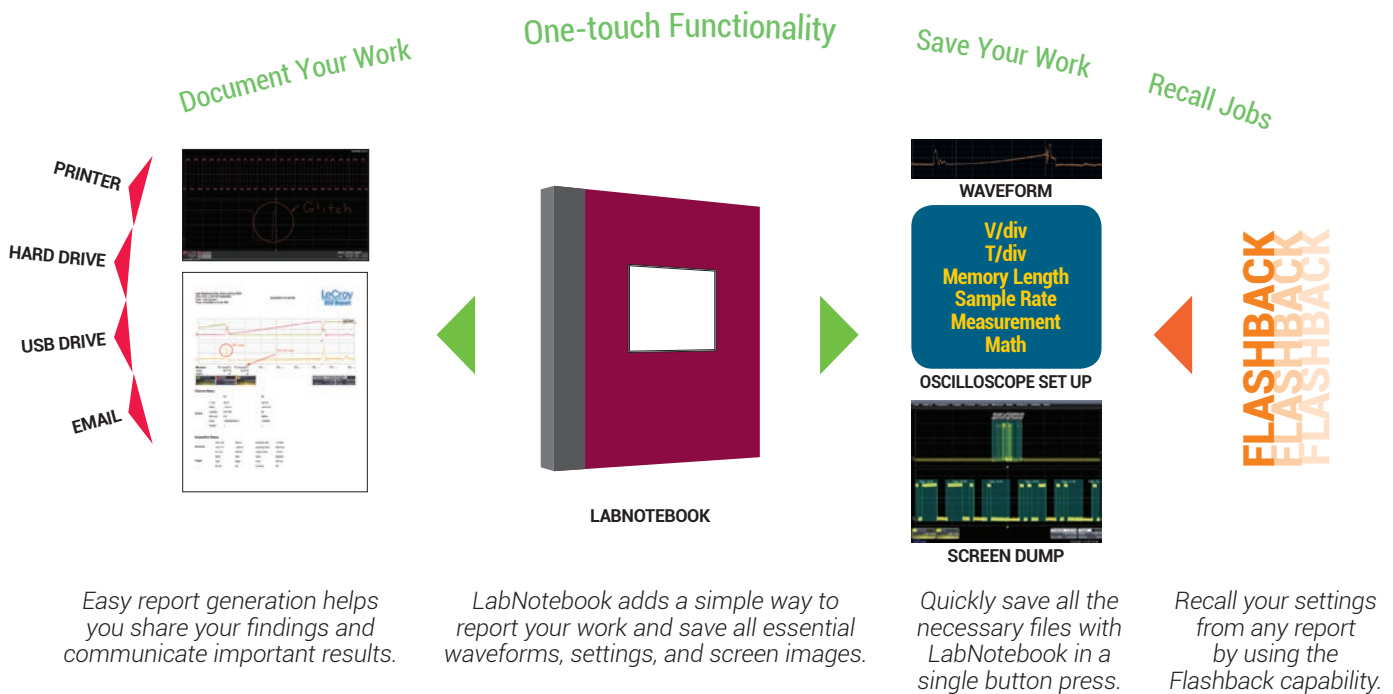 Document Your Work
One-touch Functionality
Save Your Work
Recall Jobs
PRINTER
HARD DRIVE
USB DRIVE
EMAIL
Glitch
LeCroy
LABNOTEBOOK
WAVEFORM
V/div
T/div
Memory Length
Sample Rate
Measurement
Math
OSCILLOSCOPE SET UP
SCREEN DUMP
FLASHBACK
FLASHBACK
FLASHBACK
Easy report generation helps
you share your findings and
communicate important results.
LabNotebook adds a simple way to
report your work and save all essential
waveforms, settings, and screen images.
Quickly save all the
necessary files with
LabNotebook in a
single button press.
Recall your settings
from any report
by using the
Flashback capability.